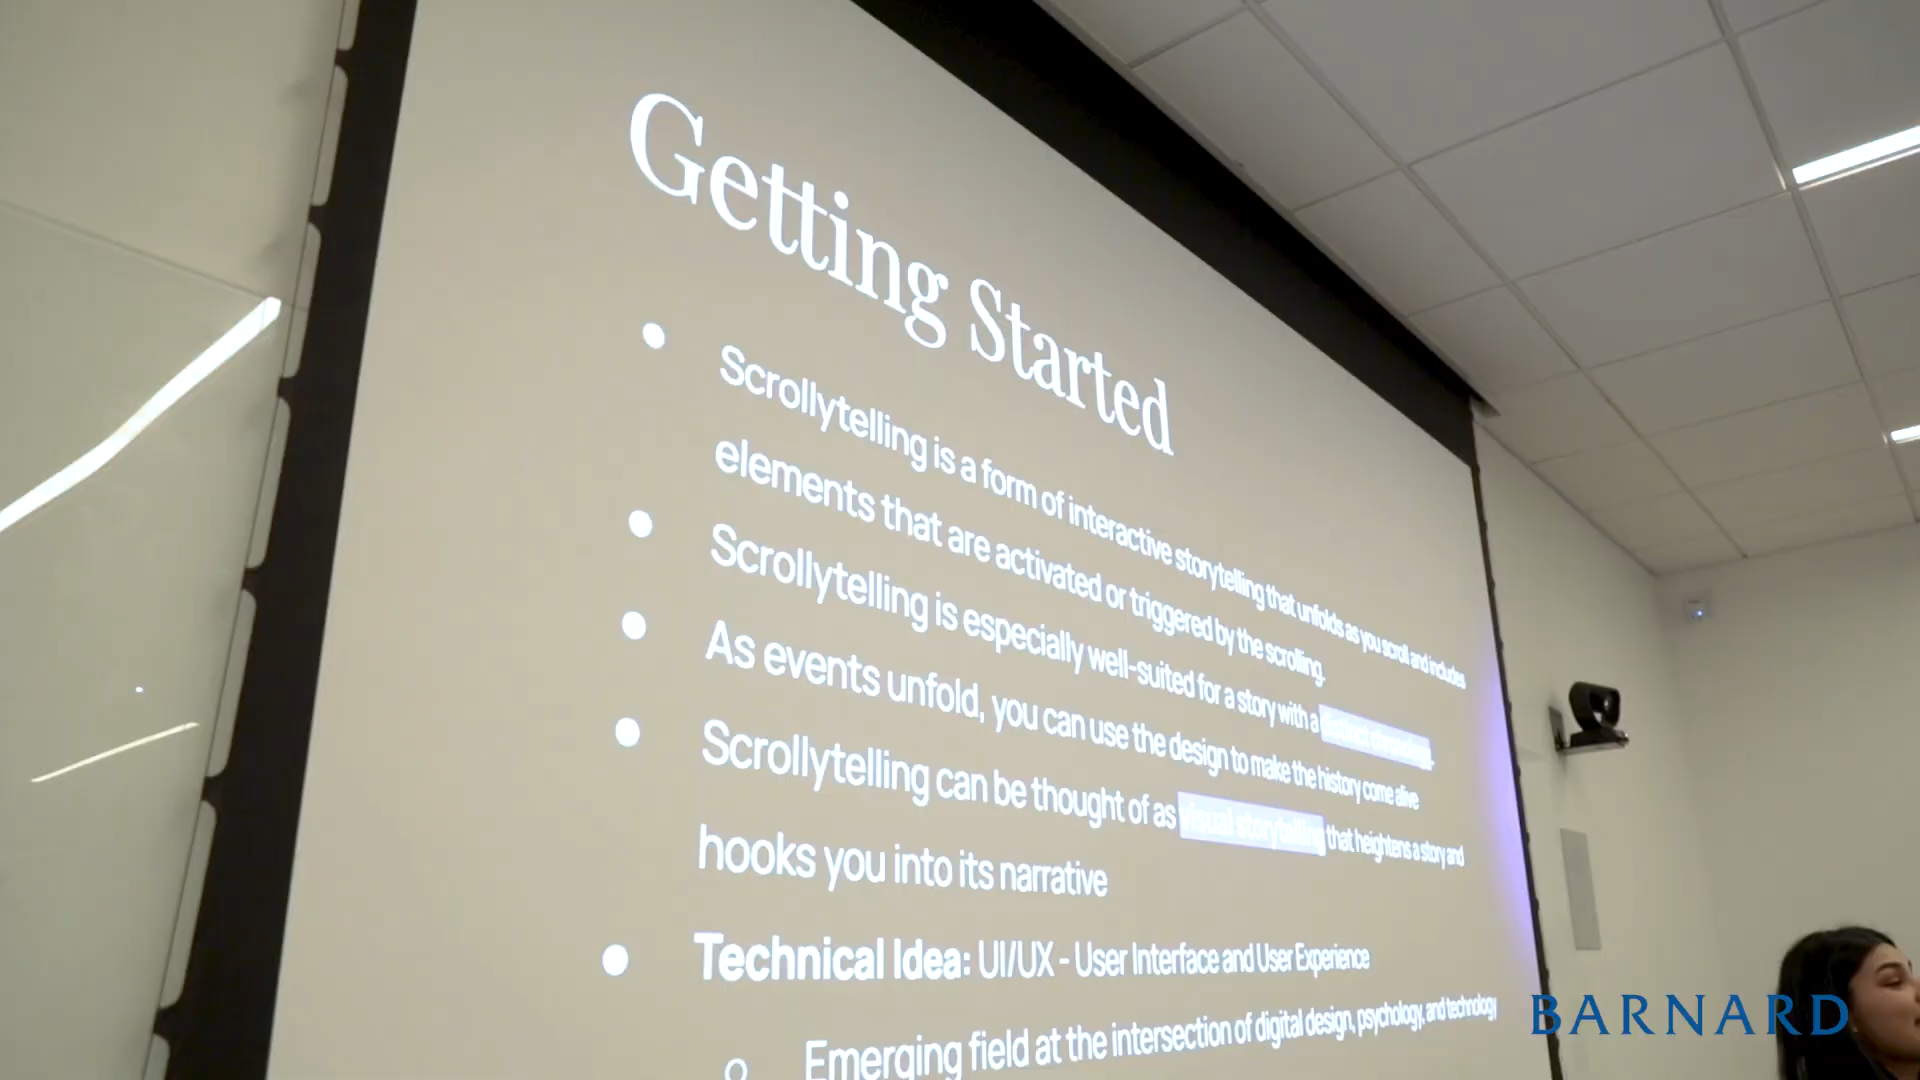 Getting Started
● Scrollytelling is a form of interactive storytelling that unfolds as you scroll and includes
elements that are activated or triggered by the scrolling.
● Scrollytelling is especially well-suited for a story with a distinct chronology.
● As events unfold, you can use the design to make the history come alive
● Scrollytelling can be thought of as visual storytelling that heightens a story and
hooks you into its narrative
● Technical Idea: UI/UX - User Interface and User Experience
○ Emerging field at the intersection of digital design, psychology, and technology
BARNARD